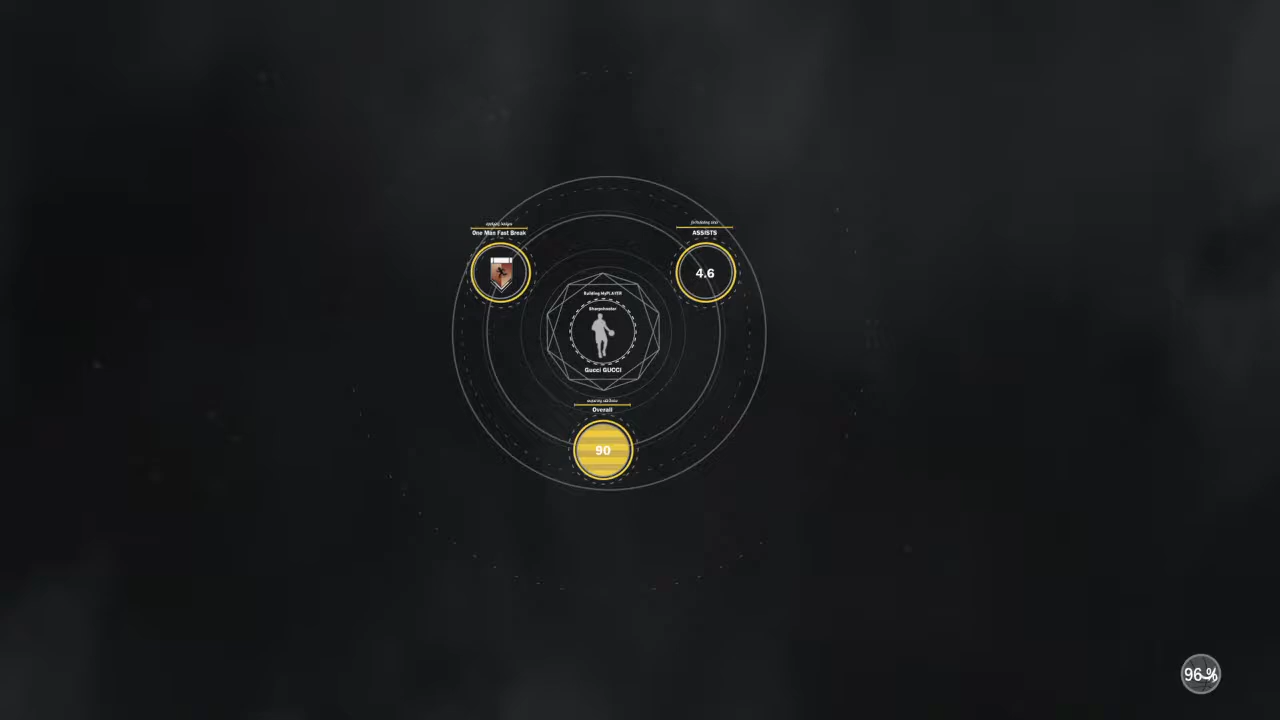 One Man Fast Break
ASSISTS
4.6
Building MyPLAYER
Sharpshooter
Gucci GUCCI
Overall
90
96%